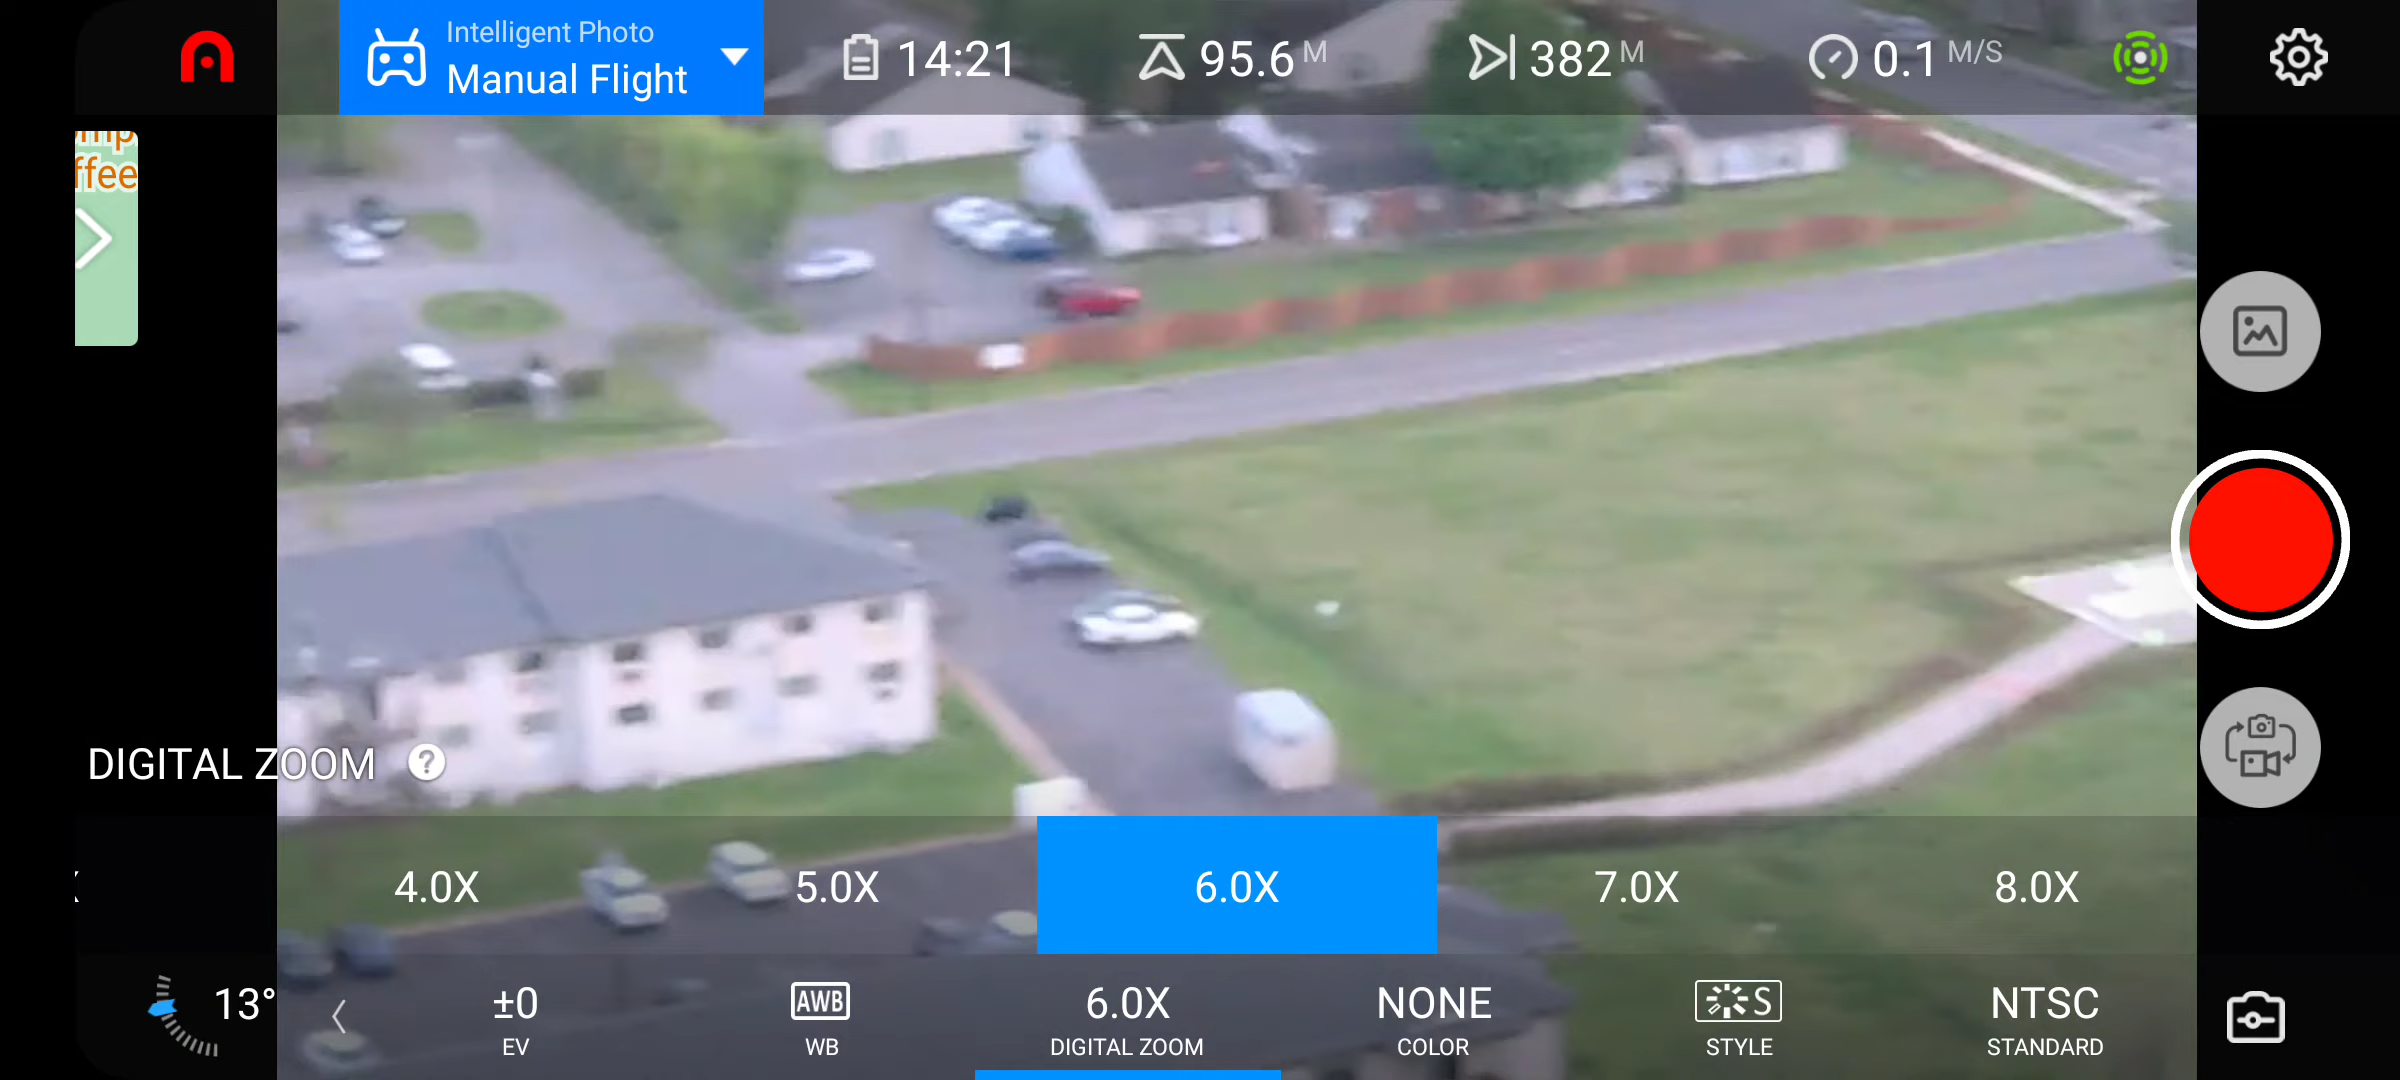 Intelligent Photo
Manual Flight
14:21
95.6 M
382 M
0.1 M/S
ffee
DIGITAL ZOOM ?
4.0X 5.0X 6.0X 7.0X 8.0X
13°
±0 AWB 6.0X NONE S NTSC
EV WB DIGITAL ZOOM COLOR STYLE STANDARD